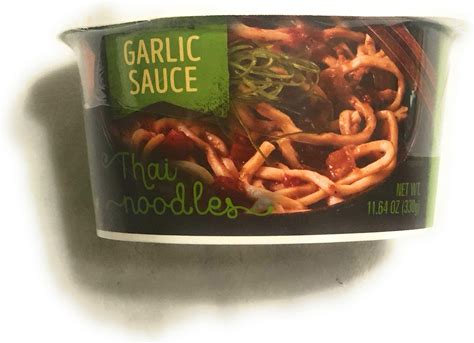 GARLIC
SAUCE
Thai
noodles
NET WT.
11.64 OZ (330g)